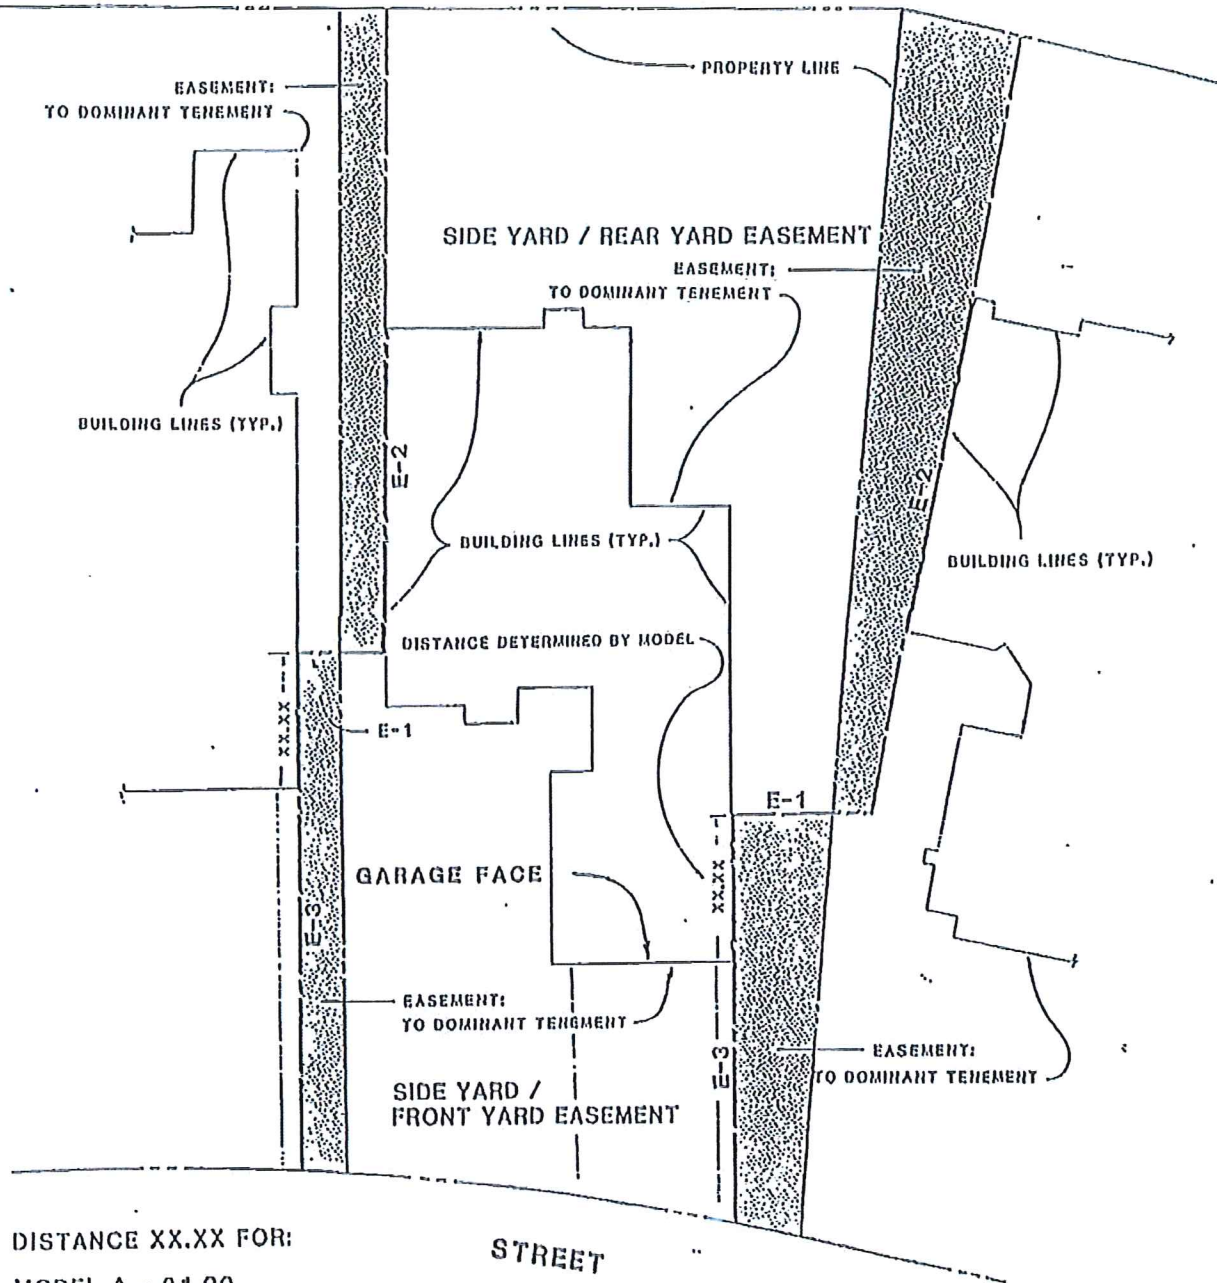 PROPERTY LINE
EASEMENT:
TO DOMINANT TENEMENT
SIDE YARD / REAR YARD EASEMENT
EASEMENT:
TO DOMINANT TENEMENT
BUILDING LINES (TYP.)
E-2
E-2
BUILDING LINES (TYP.)
BUILDING LINES (TYP.)
DISTANCE DETERMINED BY MODEL
XX.XX
E-1
E-1
XX.XX
GARAGE FACE
E-3
EASEMENT:
TO DOMINANT TENEMENT
E-3
EASEMENT:
TO DOMINANT TENEMENT
SIDE YARD /
FRONT YARD EASEMENT
DISTANCE XX.XX FOR:
STREET
MODEL A